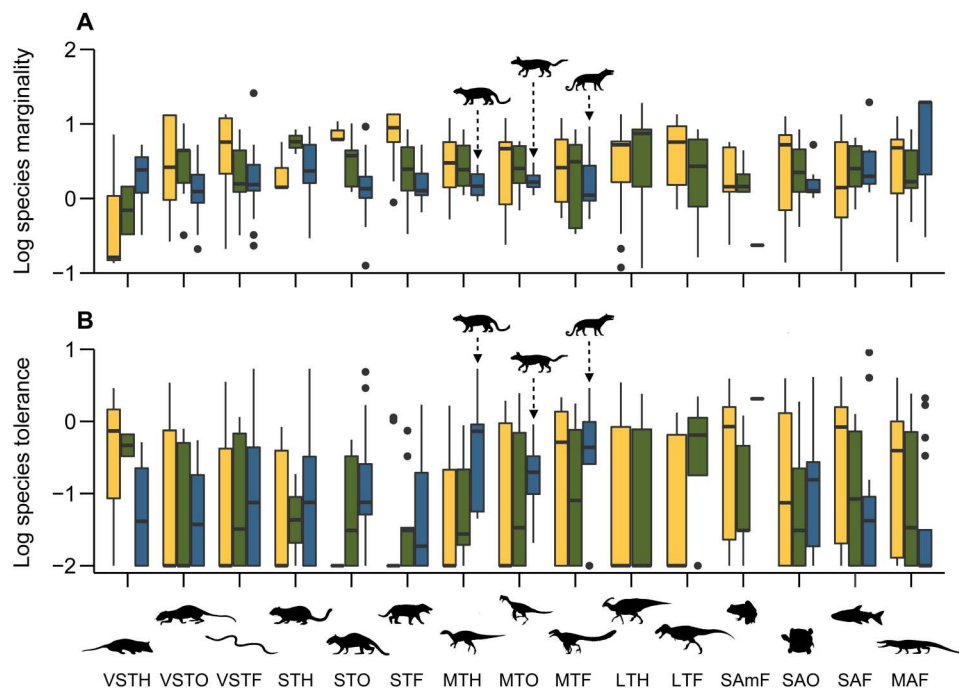 A
Log species marginality
2
1
0
−1
B
Log species tolerance
1
0
−1
−2
VSTH VSTO VSTF STH STO STF MTH MTO MTF LTH LTF SAmF SAO SAF MAF